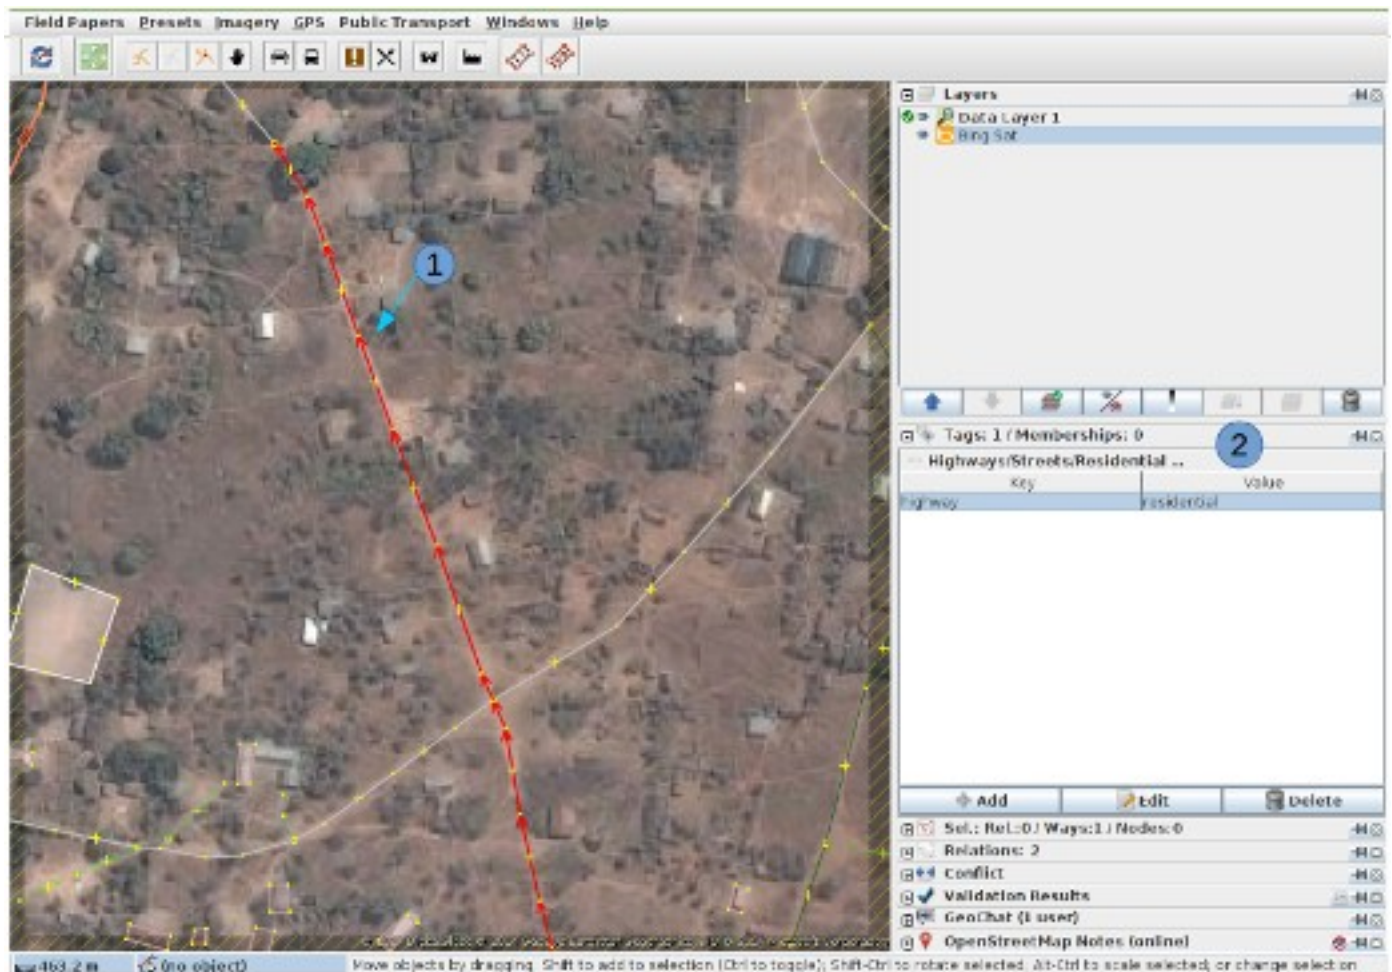 Field Papers Presets Imagery GPS Public Transport Windows Help
Layers
Data Layer 1
Bing Sat
1
Tags: 1 / Memberships: 0
2
Highways/Streets/Residential ...
Key Value
highway residential
Add Edit Delete
Sel.: Rel.:0 / Ways:1 / Nodes:0
Relations: 2
Conflict
Validation Results
GeoChat (1 user)
OpenStreetMap Notes (online)
463.2 m (no object) Move objects by dragging; Shift to add to selection (Ctrl to toggle); Shift-Ctrl to rotate selected; Alt-Ctrl to scale selected; or change selection